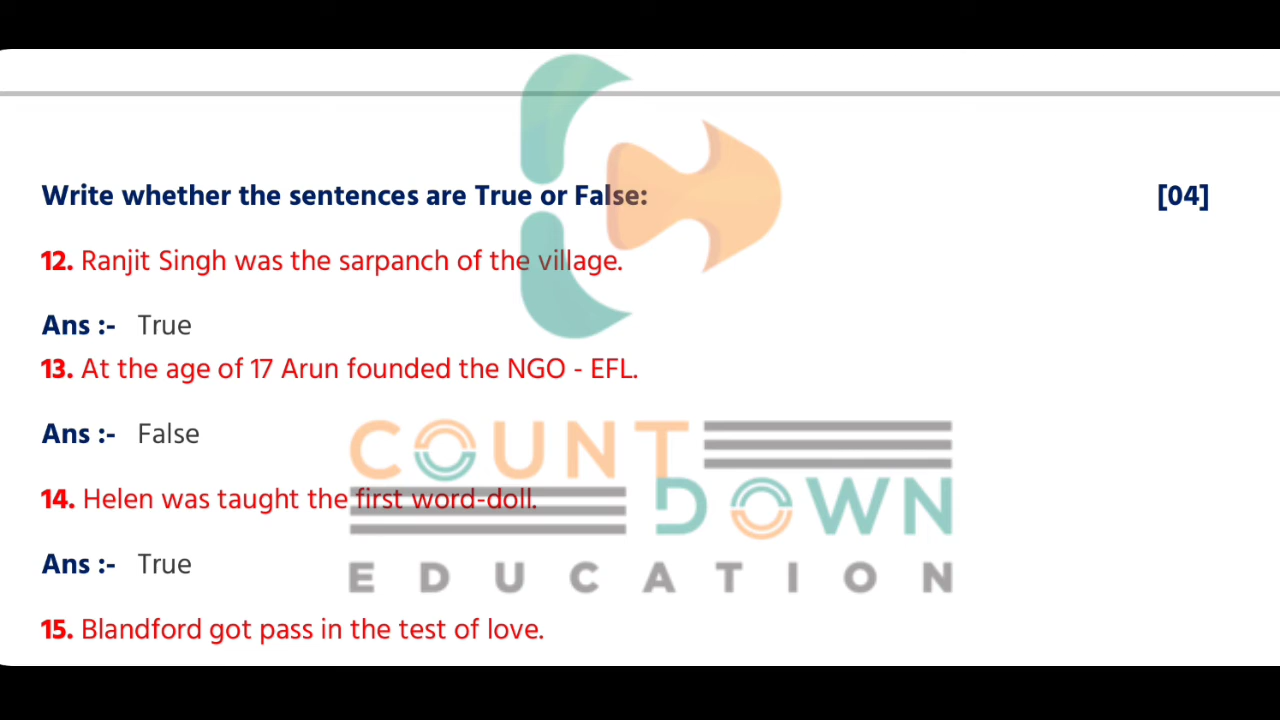 Write whether the sentences are True or False: [04]
12. Ranjit Singh was the sarpanch of the village.
Ans :- True
13. At the age of 17 Arun founded the NGO - EFL.
Ans :- False
14. Helen was taught the first word-doll.
Ans :- True
15. Blandford got pass in the test of love.
COUNT
DOWN
EDUCATION